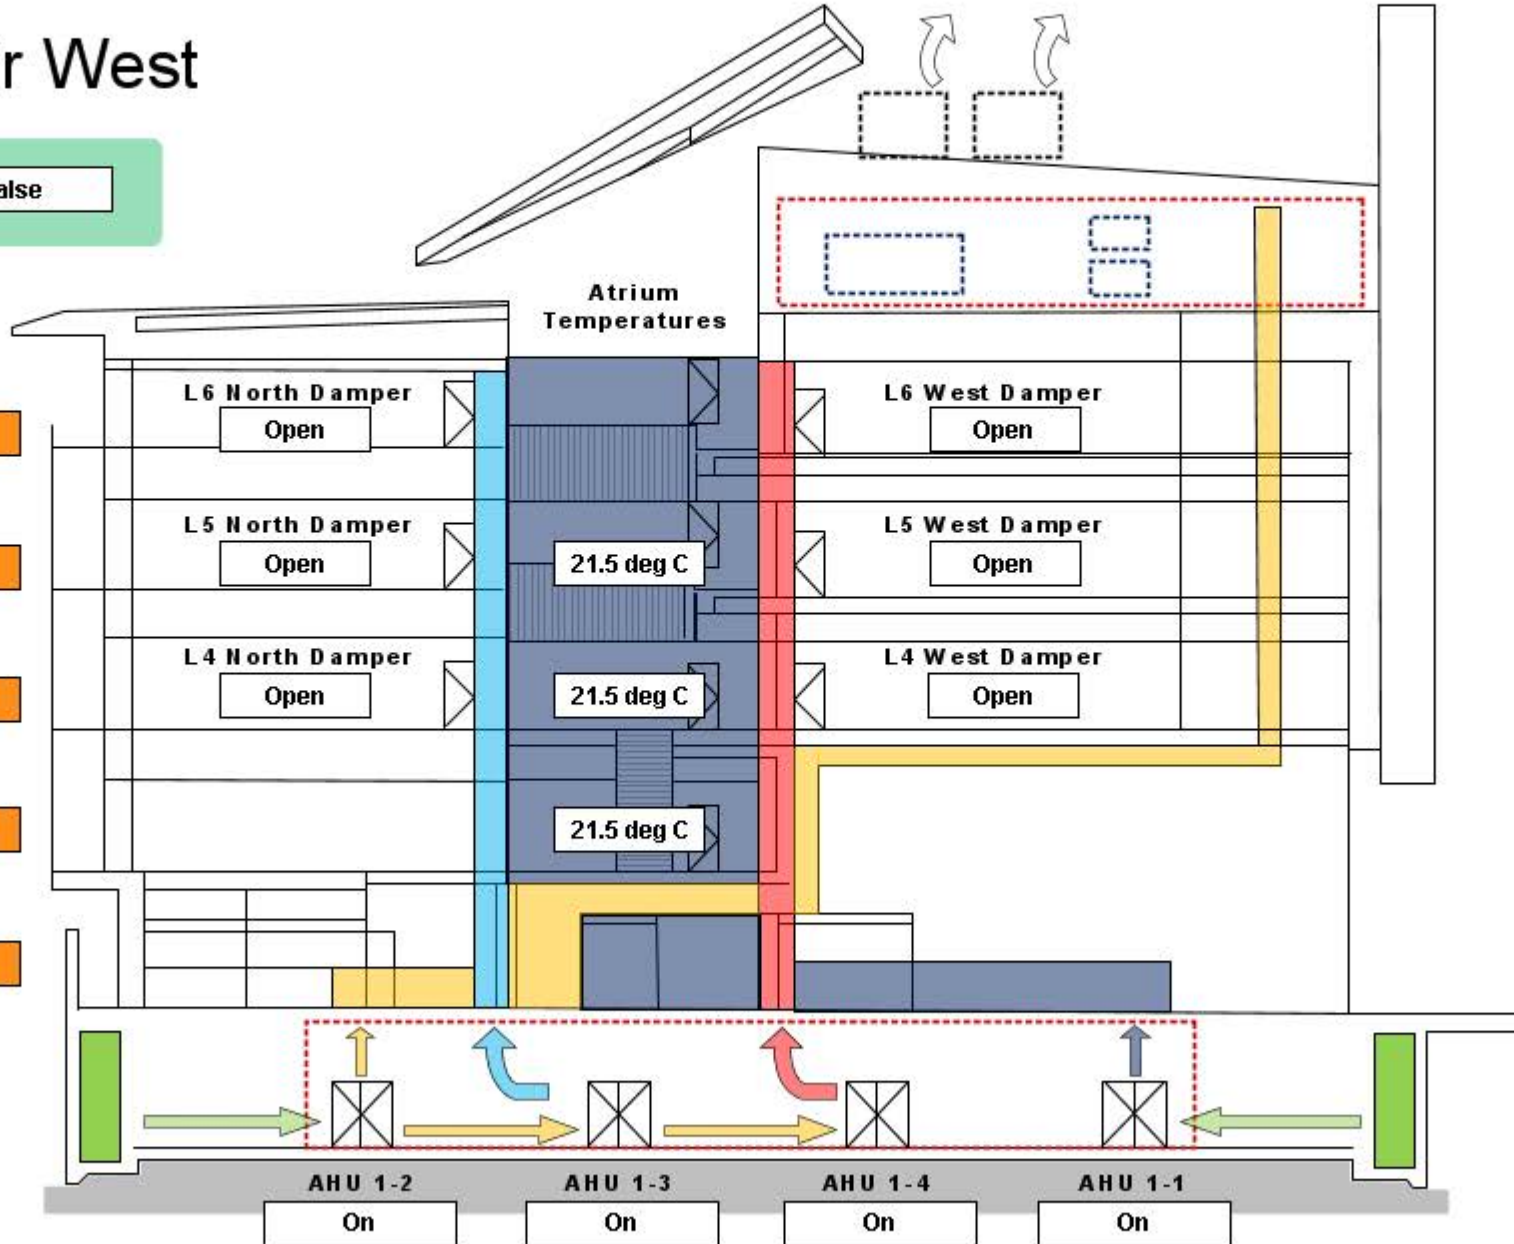 r West
alse
Atrium
Temperatures
L6 North Damper
Open
L6 West Damper
Open
L5 North Damper
Open
21.5 deg C
L5 West Damper
Open
L4 North Damper
Open
21.5 deg C
L4 West Damper
Open
21.5 deg C
AHU 1-2
AHU 1-3
AHU 1-4
AHU 1-1
On
On
On
On